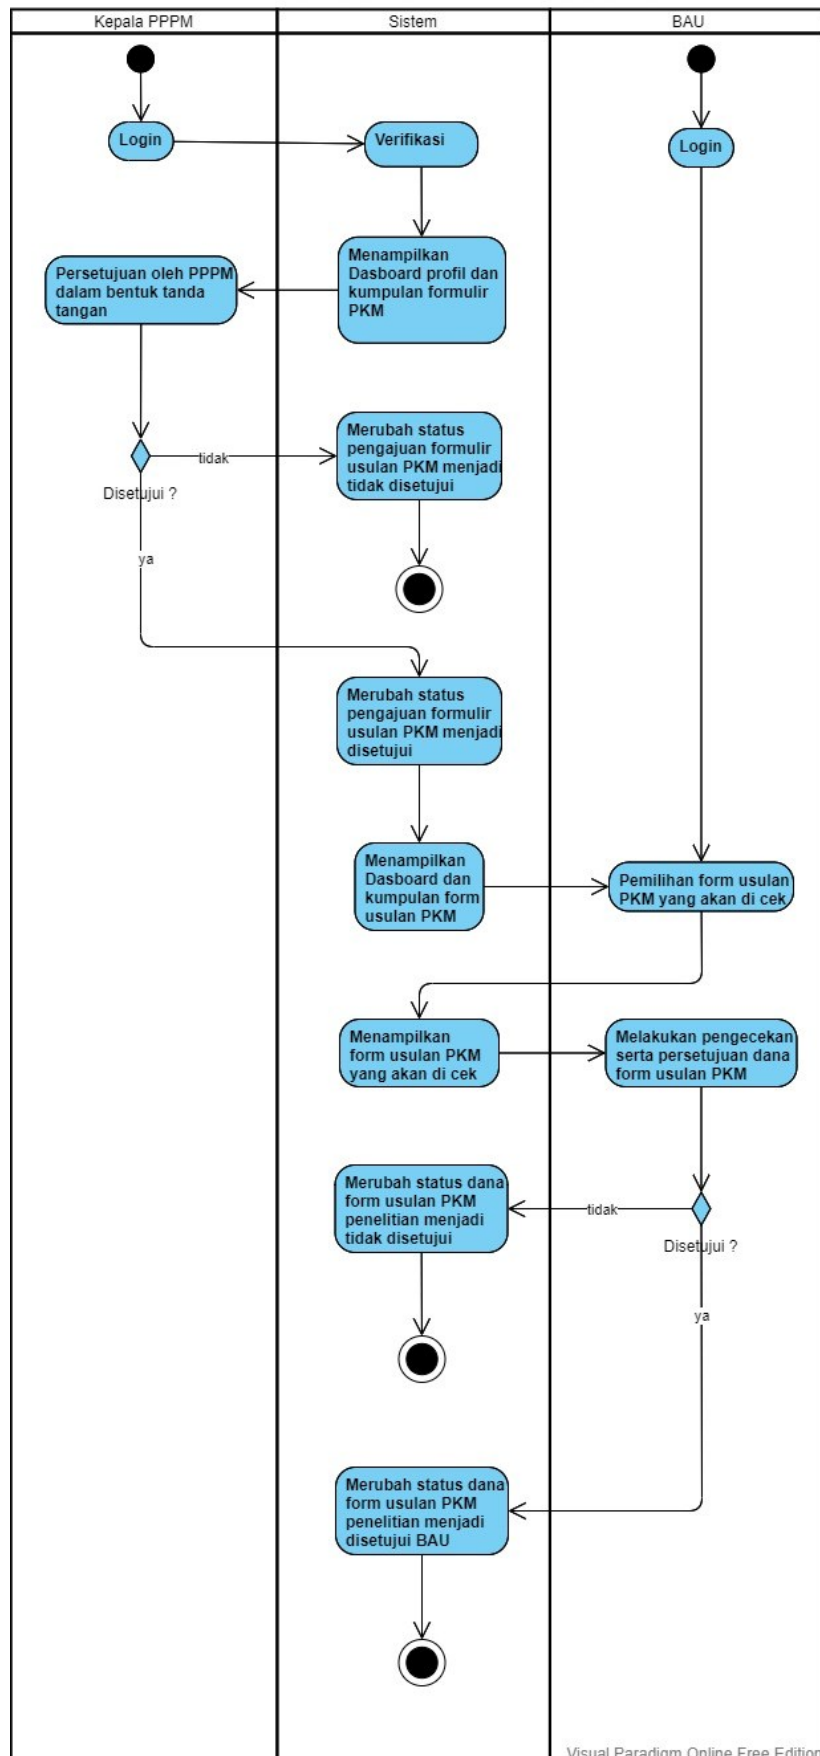 Kepala PPPM
Sistem
BAU
Login
Verifikasi
Login
Menampilkan
Dasboard profil dan
kumpulan formulir
PKM
Persetujuan oleh PPPM
dalam bentuk tanda
tangan
Merubah status
pengajuan formulir
usulan PKM menjadi
tidak disetujui
tidak
Disetujui ?
ya
Merubah status
pengajuan formulir
usulan PKM menjadi
disetujui
Menampilkan
Dasboard dan
kumpulan form
usulan PKM
Pemilihan form usulan
PKM yang akan di cek
Menampilkan
form usulan PKM
yang akan di cek
Melakukan pengecekan
serta persetujuan dana
form usulan PKM
Merubah status dana
form usulan PKM
penelitian menjadi
tidak disetujui
tidak
Disetujui ?
ya
Merubah status dana
form usulan PKM
penelitian menjadi
disetujui BAU
Visual Paradigm Online Free Edition